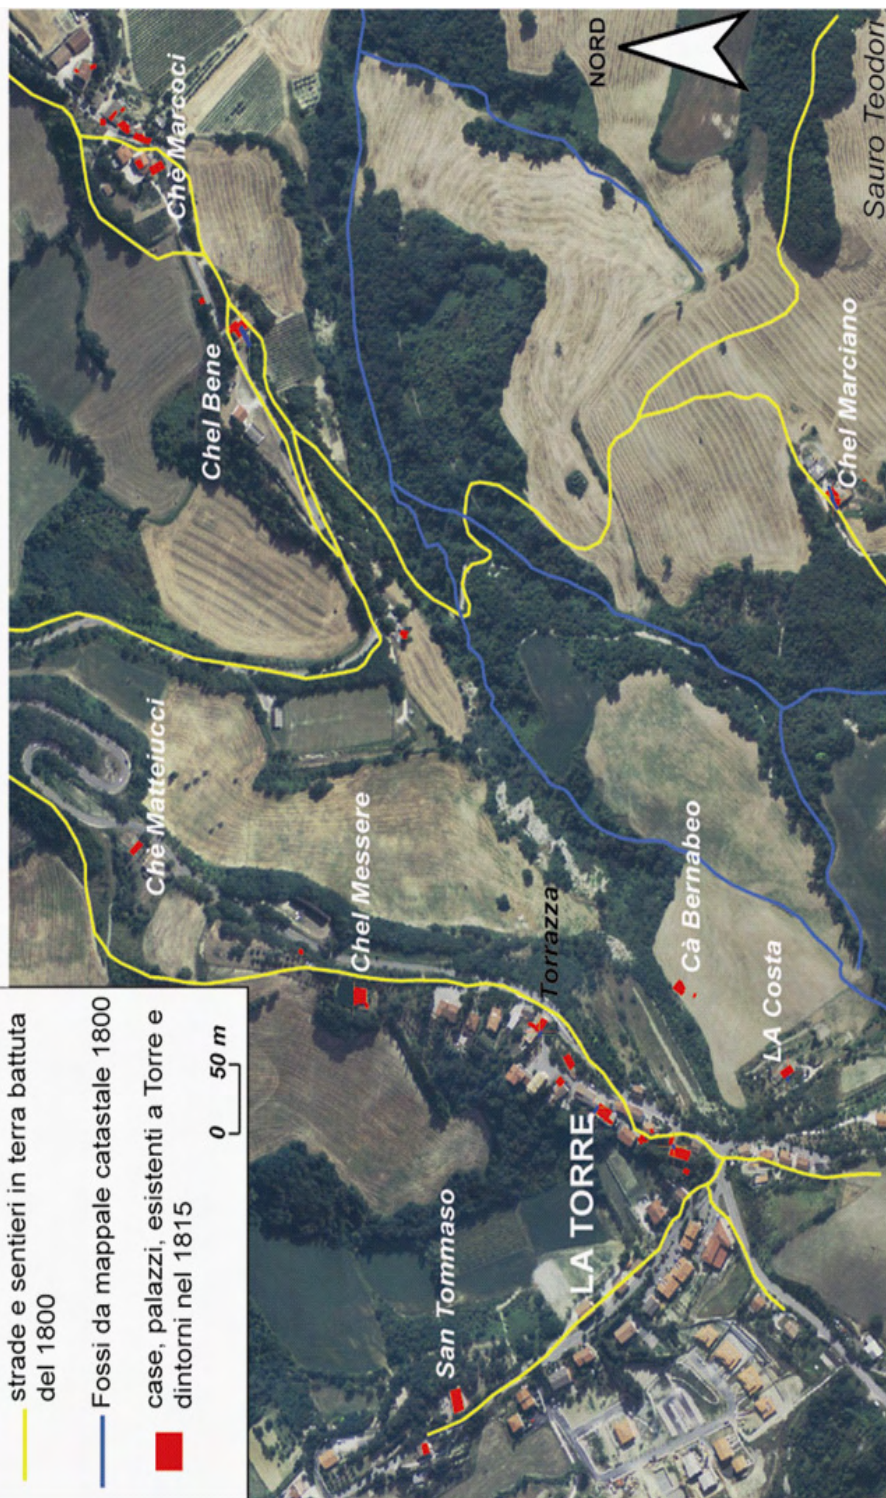 strade e sentieri in terra battuta
del 1800
Fossi da mappale catastale 1800
case, palazzi, esistenti a Torre e
dintorni nel 1815
0 50 m
San Tommaso
LA TORRE
Torrazza
Chel Messere
Chè Matteiucci
Cà Bernabeo
LA Costa
Chel Bene
Chè Marcoci
Chel Marciano
NORD
Sauro Teodori